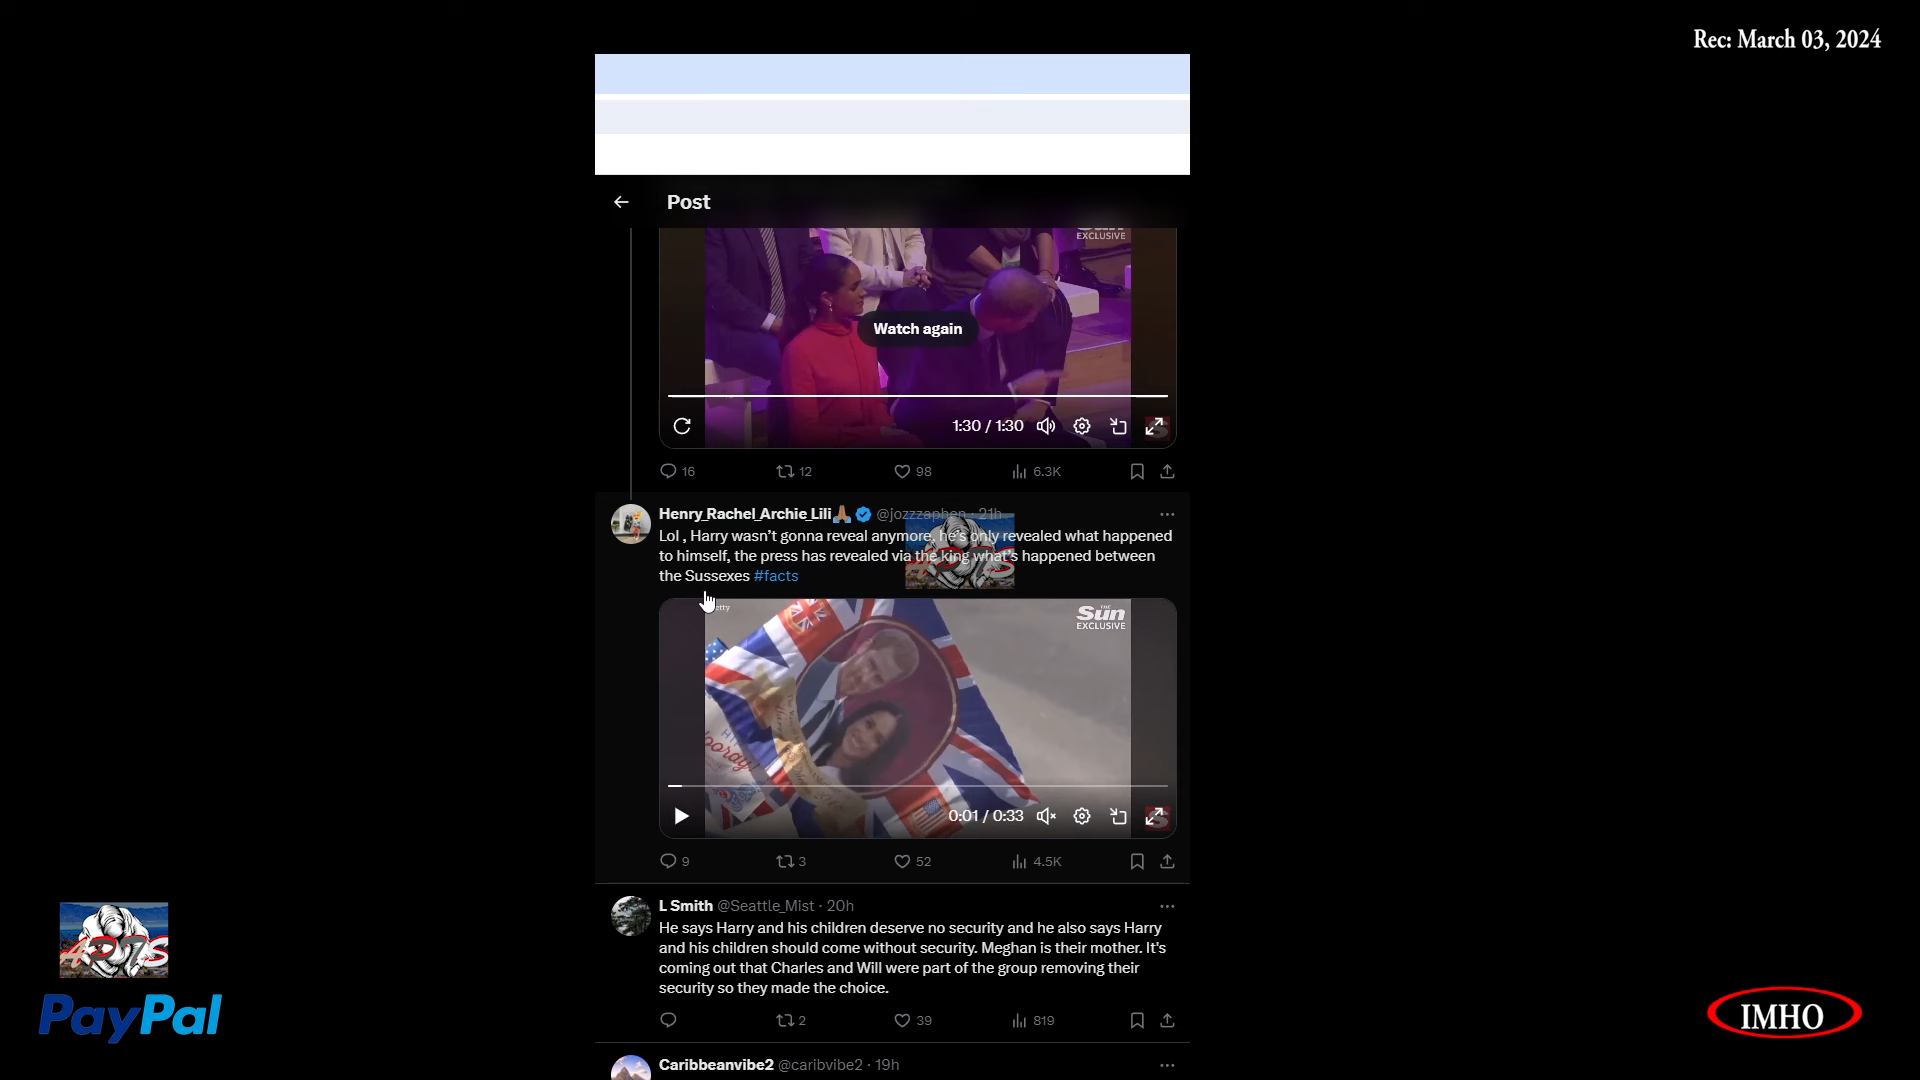 Rec: March 03, 2024
Post
Sun
EXCLUSIVE
Watch again
1:30 / 1:30
16 12 98 6.3K
Henry_Rachel_Archie_Lili🙏🏾 @jozzzaphen · 21h
Lol , Harry wasn't gonna reveal anymore, he's only revealed what happened
to himself, the press has revealed via the king what's happened between
the Sussexes #facts
THE
Sun
EXCLUSIVE
0:01 / 0:33
9 3 52 4.5K
L Smith @Seattle_Mist · 20h
He says Harry and his children deserve no security and he also says Harry
and his children should come without security. Meghan is their mother. It's
coming out that Charles and Will were part of the group removing their
security so they made the choice.
2 39 819
Caribbeanvibe2 @caribvibe2 · 19h
PayPal
IMHO